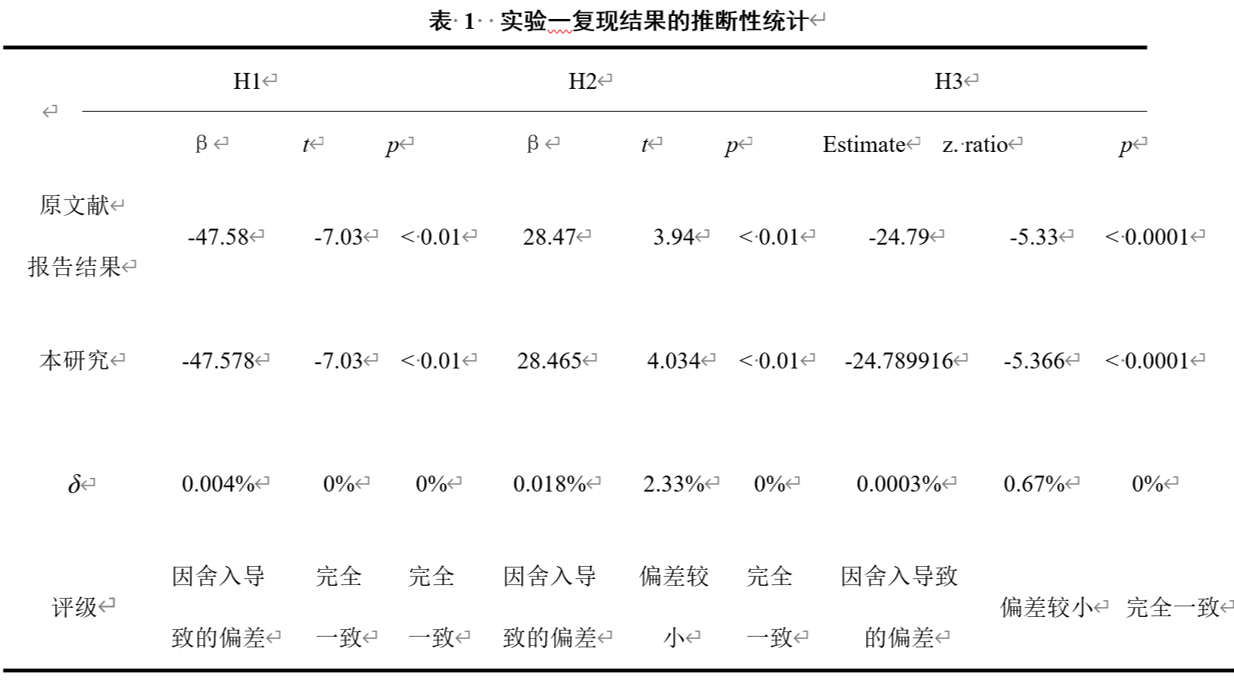 表 1  实验一复现结果的推断性统计
H1 H2 H3
β t p β t p Estimate z. ratio p
原文献
报告结果 -47.58 -7.03 < 0.01 28.47 3.94 < 0.01 -24.79 -5.33 < 0.0001
本研究 -47.578 -7.03 < 0.01 28.465 4.034 < 0.01 -24.789916 -5.366 < 0.0001
δ 0.004% 0% 0% 0.018% 2.33% 0% 0.0003% 0.67% 0%
因舍入导 完全 完全 因舍入导 偏差较 完全 因舍入导致
评级 偏差较小 完全一致
致的偏差 一致 一致 致的偏差 小 一致 的偏差